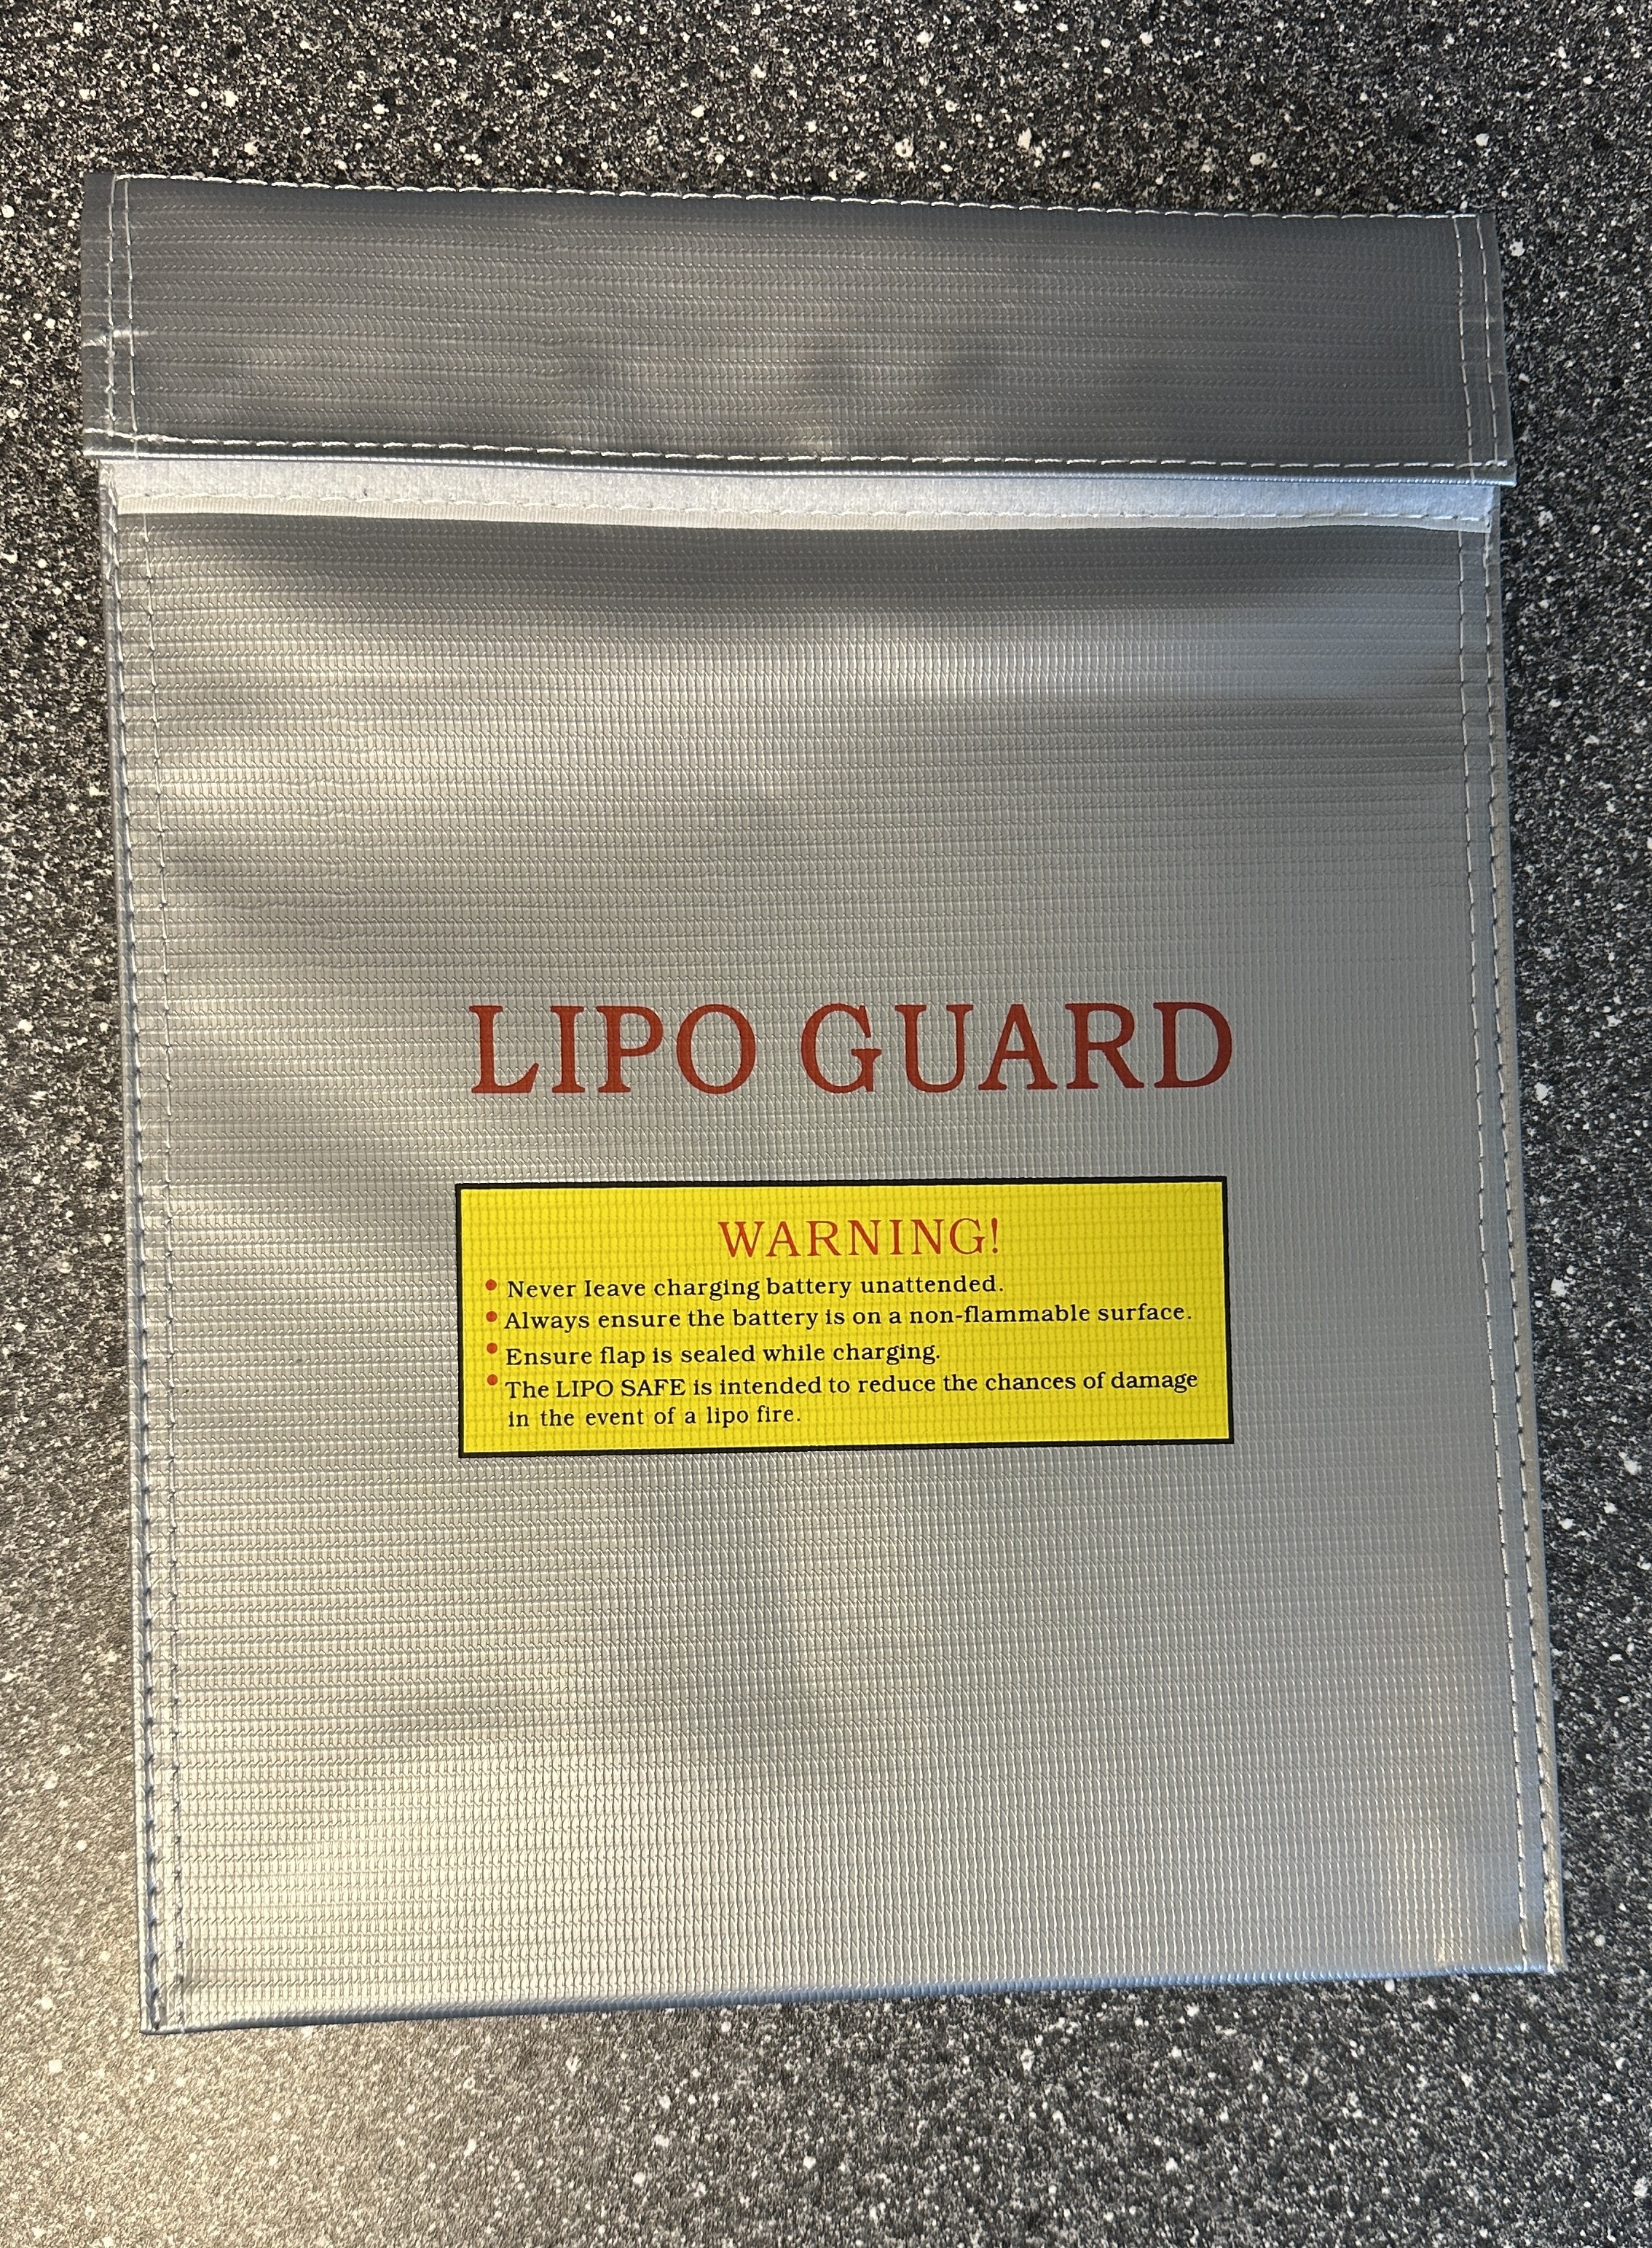 LIPO GUARD
WARNING!
• Never leave charging battery unattended.
• Always ensure the battery is on a non-flammable surface.
• Ensure flap is sealed while charging.
• The LIPO SAFE is intended to reduce the chances of damage
in the event of a lipo fire.